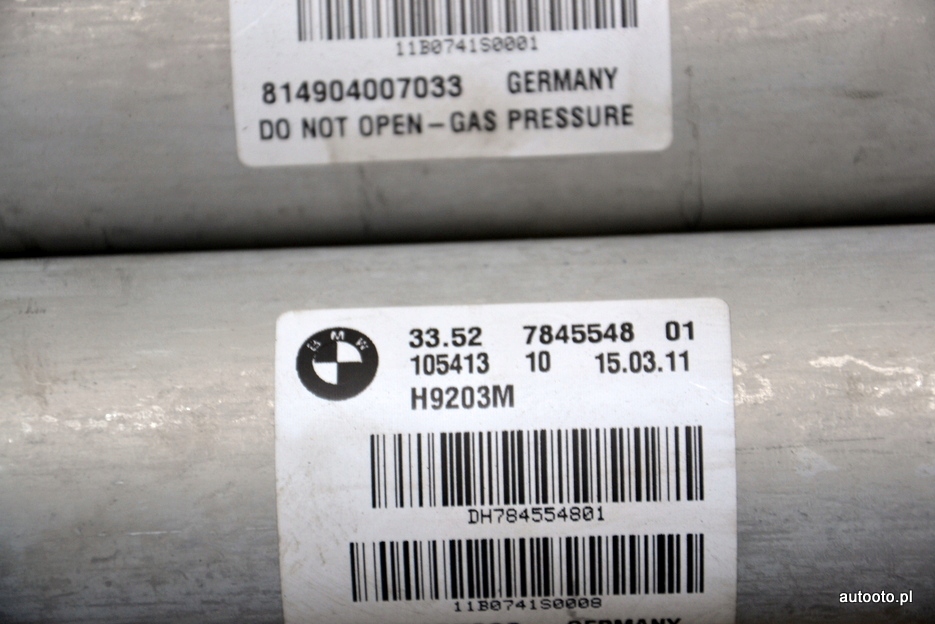 11B0741S0001
814904007033 GERMANY
DO NOT OPEN – GAS PRESSURE
BMW
33.52 7845548 01
105413 10 15.03.11
H9203M
DH784554801
11B0741S0008
GERMANY
autooto.pl